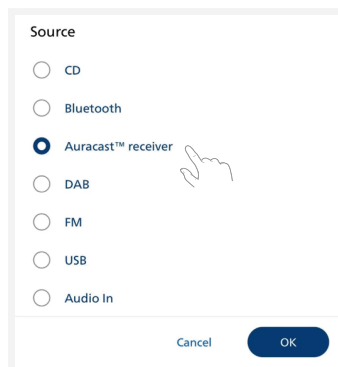 Source
CD
Bluetooth
Auracast™ receiver
DAB
FM
USB
Audio In
Cancel OK